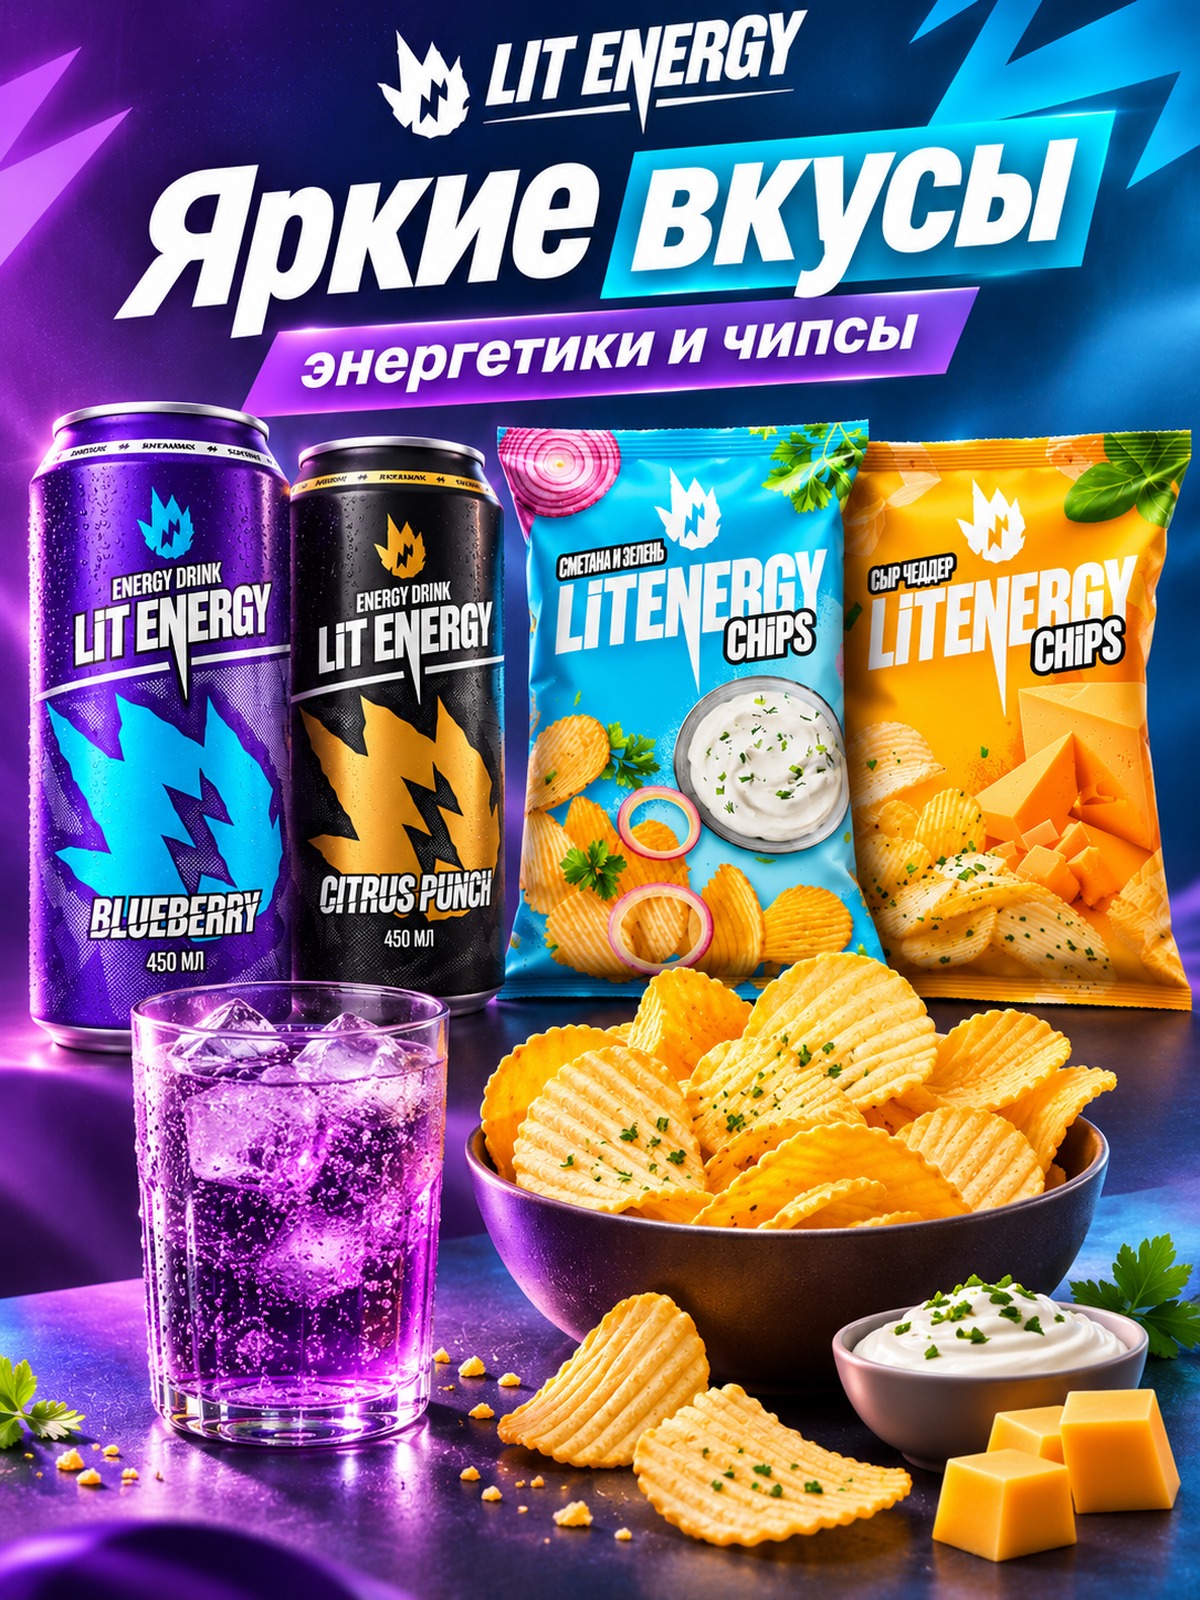 LIT ENERGY
Яркие вкусы
энергетики и чипсы
ENERGY DRINK
LIT ENERGY
BLUEBERRY
450 МЛ
ENERGY DRINK
LIT ENERGY
CITRUS PUNCH
450 МЛ
СМЕТАНА И ЗЕЛЕНЬ
LiTENERGY
CHiPS
СЫР ЧЕДДЕР
LiTENERGY
CHiPS